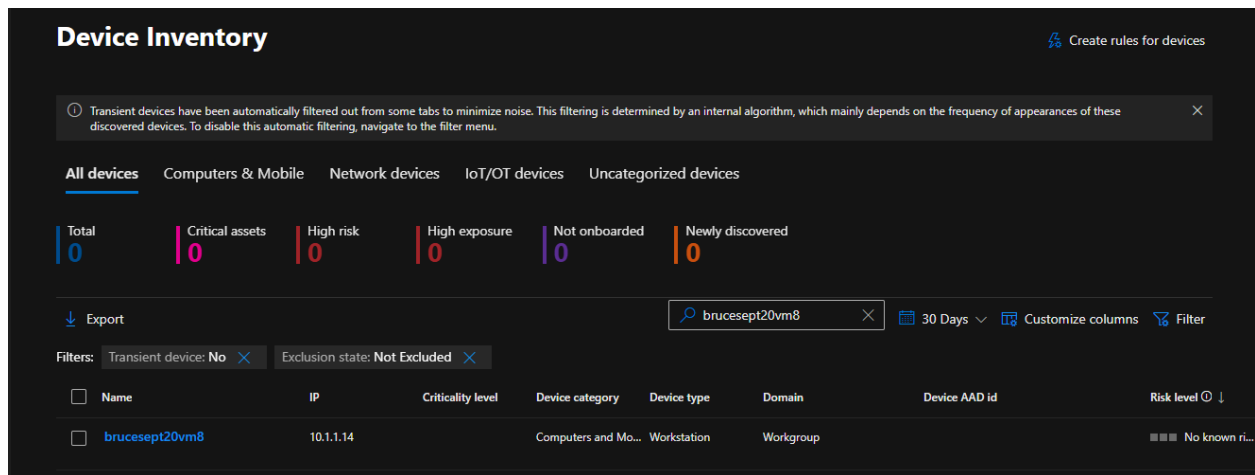 Device Inventory
Create rules for devices
Transient devices have been automatically filtered out from some tabs to minimize noise. This filtering is determined by an internal algorithm, which mainly depends on the frequency of appearances of these
discovered devices. To disable this automatic filtering, navigate to the filter menu.
All devices Computers & Mobile Network devices IoT/OT devices Uncategorized devices
Total Critical assets High risk High exposure Not onboarded Newly discovered
0 0 0 0 0 0
Export brucesept20vm8 30 Days Customize columns Filter
Filters: Transient device: No Exclusion state: Not Excluded
Name IP Criticality level Device category Device type Domain Device AAD id Risk level
brucesept20vm8 10.1.1.14 Computers and Mo... Workstation Workgroup No known ri...